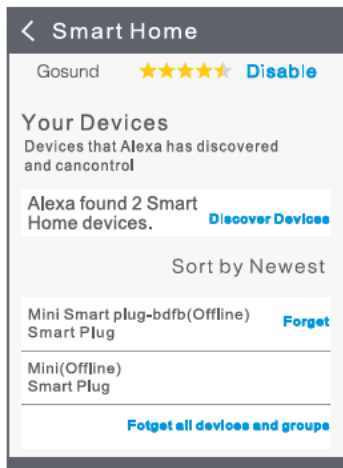 < Smart Home
Gosund Disable
Your Devices
Devices that Alexa has discovered
and cancontrol
Alexa found 2 Smart
Home devices.
Discover Devices
Sort by Newest
Mini Smart plug-bdfb(Offline)
Smart Plug
Forget
Mini(Offline)
Smart Plug
Fotget all devices and groups